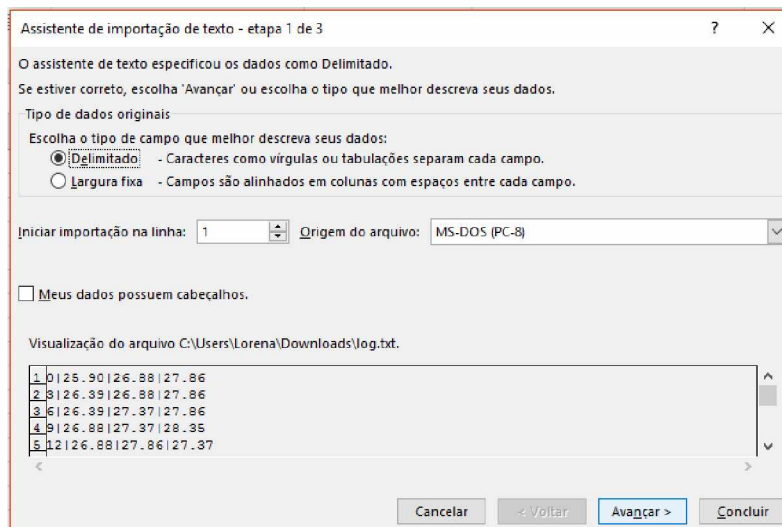 Assistente de importação de texto - etapa 1 de 3 ? ×
O assistente de texto especificou os dados como Delimitado.
Se estiver correto, escolha 'Avançar' ou escolha o tipo que melhor descreva seus dados.
Tipo de dados originais
Escolha o tipo de campo que melhor descreva seus dados:
Delimitado - Caracteres como vírgulas ou tabulações separam cada campo.
Largura fixa - Campos são alinhados em colunas com espaços entre cada campo.
Iniciar importação na linha: 1 Origem do arquivo: MS-DOS (PC-8)
Meus dados possuem cabeçalhos.
Visualização do arquivo C:\Users\Lorena\Downloads\log.txt.
1 0|25.90|26.88|27.86
2 3|26.39|26.88|27.86
3 6|26.39|27.37|27.86
4 9|26.88|27.37|28.35
5 12|26.88|27.86|27.37
Cancelar < Voltar Avançar > Concluir